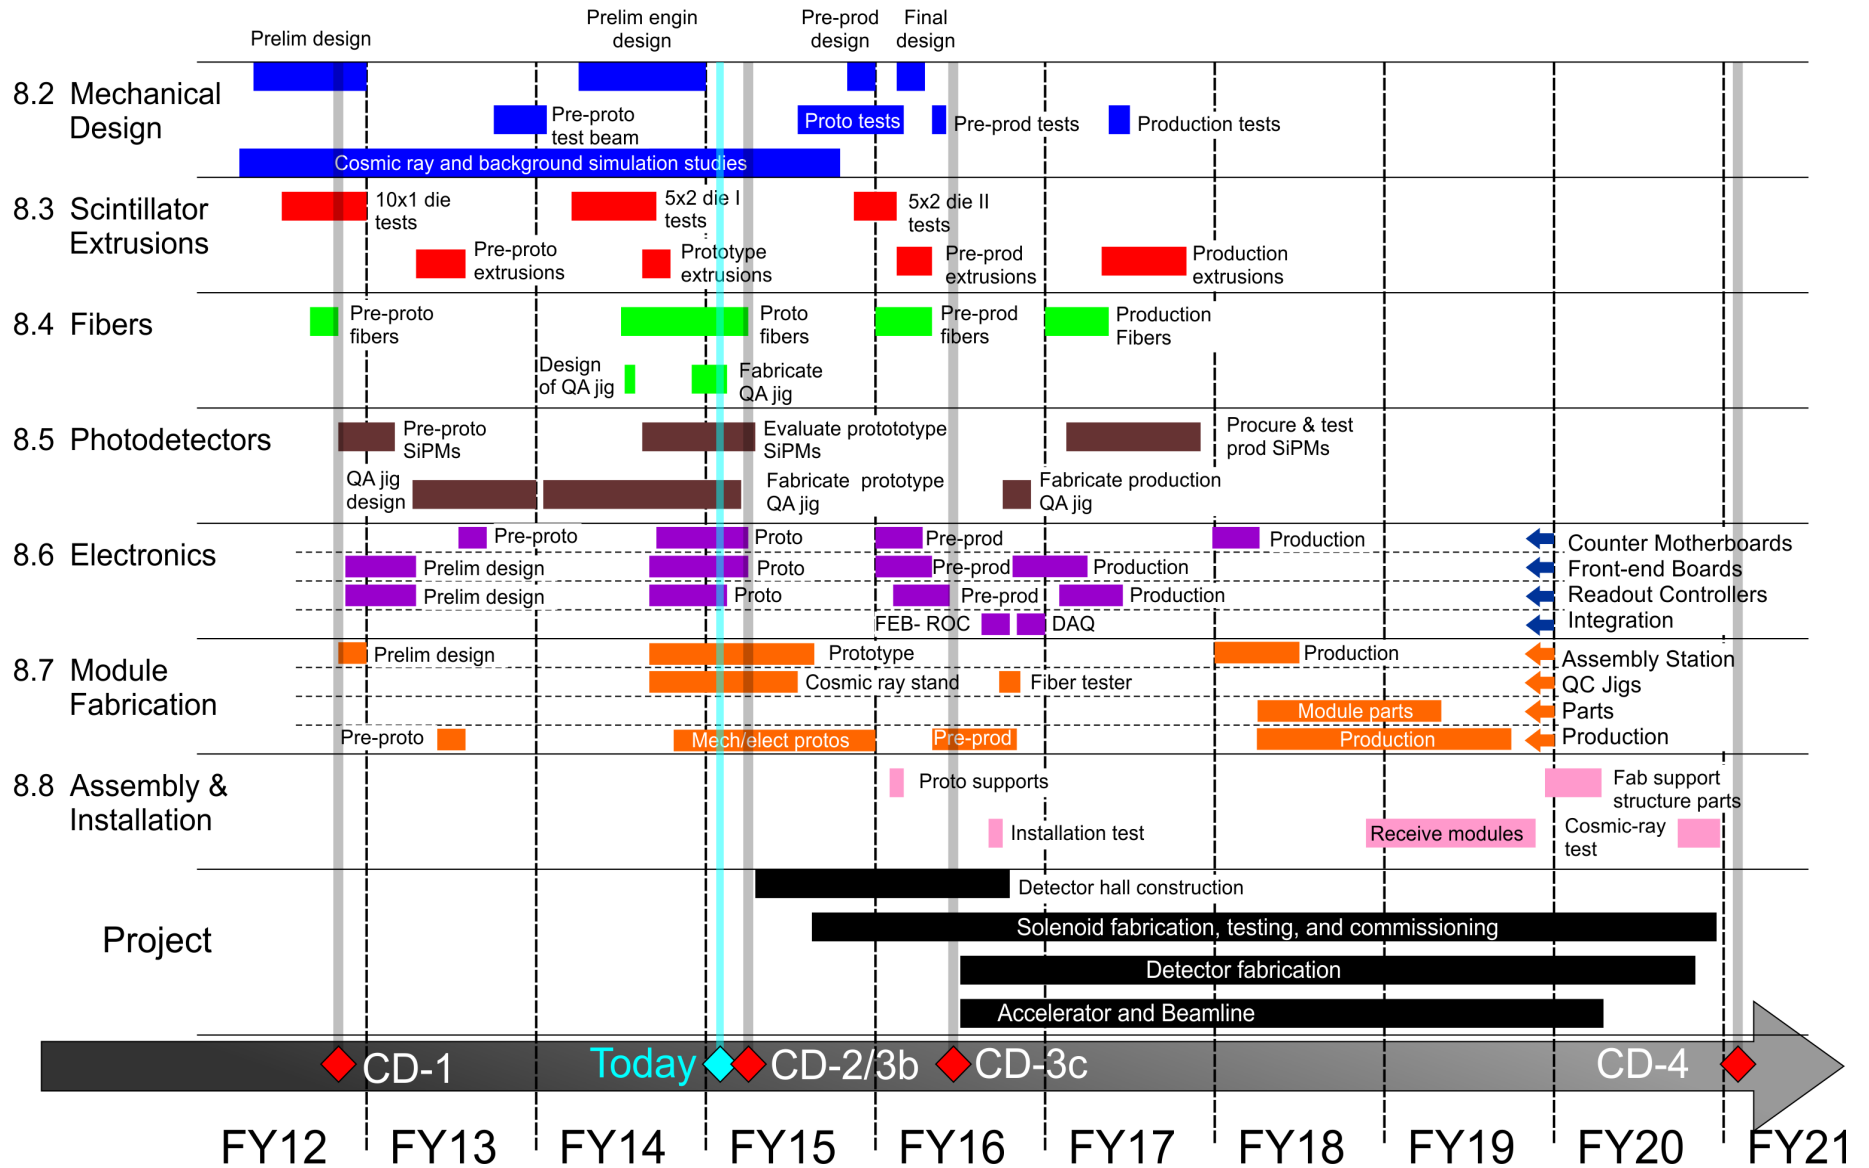 Prelim design
Prelim engin
design
Pre-prod
design
Final
design
8.2 Mechanical
Design
Pre-proto
test beam
Proto tests
Pre-prod tests
Production tests
Cosmic ray and background simulation studies
8.3 Scintillator
Extrusions
10x1 die
tests
5x2 die I
tests
5x2 die II
tests
Pre-proto
extrusions
Prototype
extrusions
Pre-prod
extrusions
Production
extrusions
8.4 Fibers
Pre-proto
fibers
Proto
fibers
Pre-prod
fibers
Production
Fibers
Design
of QA jig
Fabricate
QA jig
8.5 Photodetectors
Pre-proto
SiPMs
Evaluate protototype
SiPMs
Procure & test
prod SiPMs
QA jig
design
Fabricate prototype
QA jig
Fabricate production
QA jig
8.6 Electronics
Pre-proto
Proto
Pre-prod
Production
Counter Motherboards
Prelim design
Proto
Pre-prod
Production
Front-end Boards
Prelim design
Proto
Pre-prod
Production
Readout Controllers
FEB- ROC
DAQ
Integration
8.7 Module
Fabrication
Prelim design
Prototype
Production
Assembly Station
Cosmic ray stand
Fiber tester
QC Jigs
Module parts
Parts
Pre-proto
Mech/elect protos
Pre-prod
Production
Production
8.8 Assembly &
Installation
Proto supports
Fab support
structure parts
Installation test
Receive modules
Cosmic-ray
test
Project
Detector hall construction
Solenoid fabrication, testing, and commissioning
Detector fabrication
Accelerator and Beamline
CD-1
Today
CD-2/3b
CD-3c
CD-4
FY12 FY13 FY14 FY15 FY16 FY17 FY18 FY19 FY20 FY21